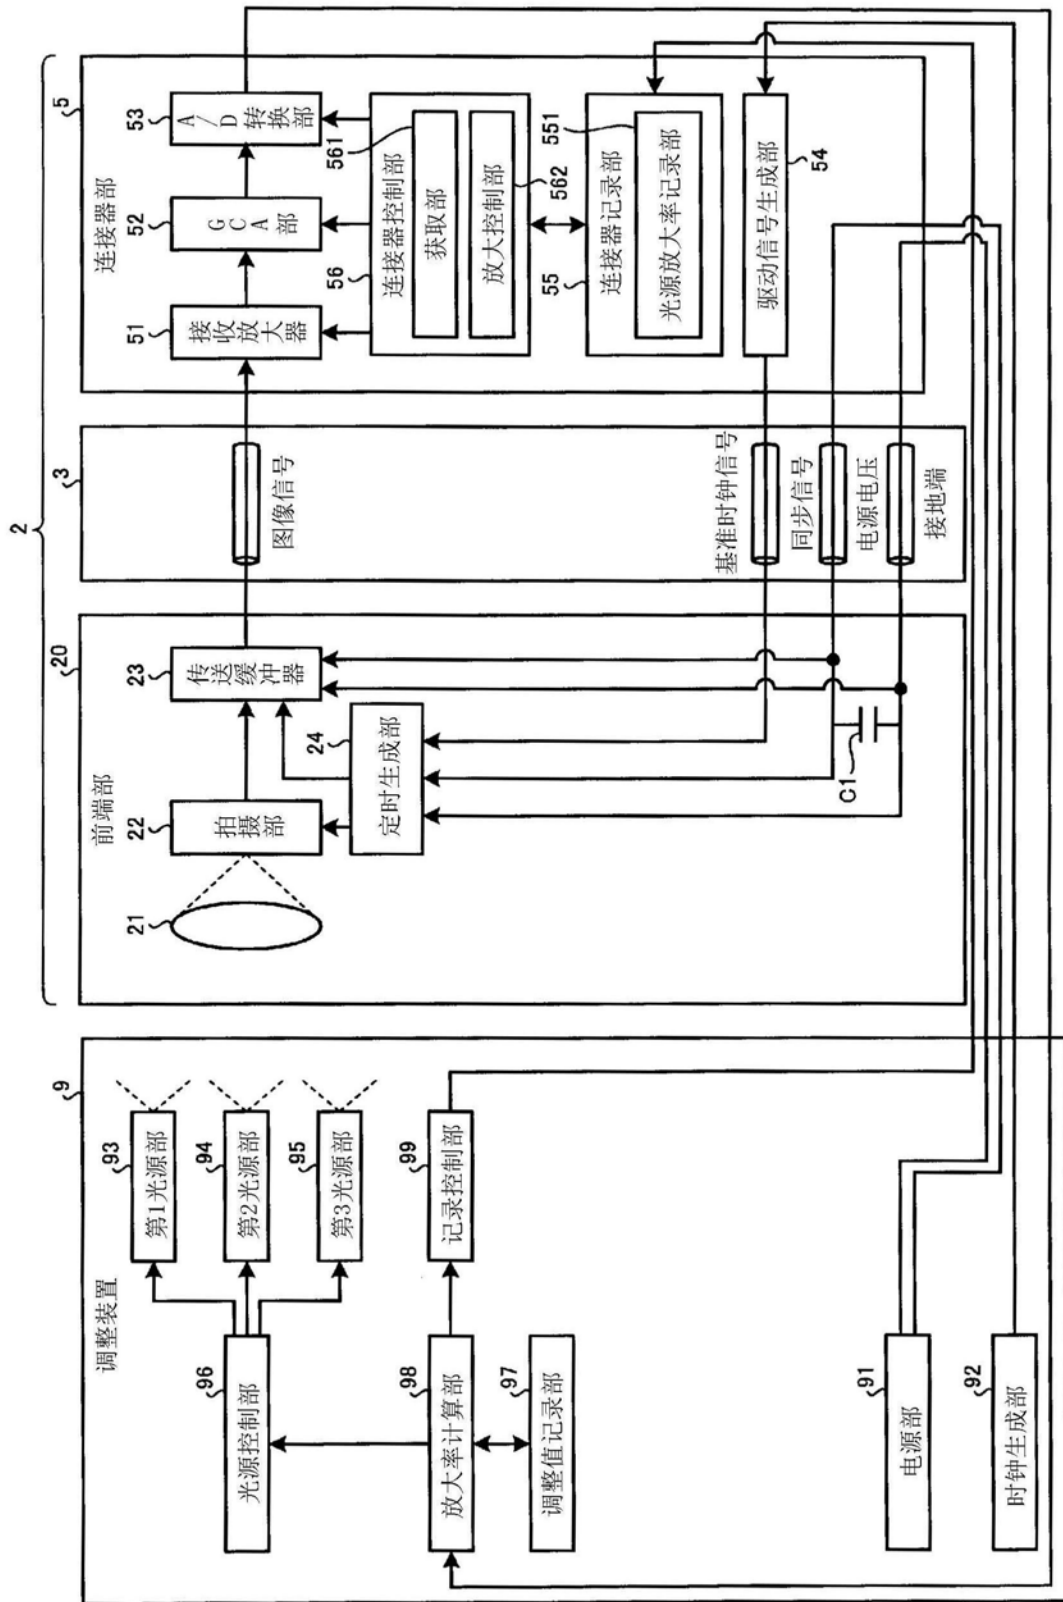 2
9
调整装置
93
第1光源部
94
第2光源部
95
第3光源部
96
光源控制部
99
记录控制部
98
放大率计算部
97
调整值记录部
91
电源部
92
时钟生成部
20
前端部
21
22
拍摄部
23
传送缓冲器
24
定时生成部
C1
3
图像信号
基准时钟信号
同步信号
电源电压
接地端
5
连接器部
51
接收放大器
52
GCA部
53
A/D转换部
56
连接器控制部
561
获取部
562
放大控制部
55
连接器记录部
551
光源放大率记录部
54
驱动信号生成部